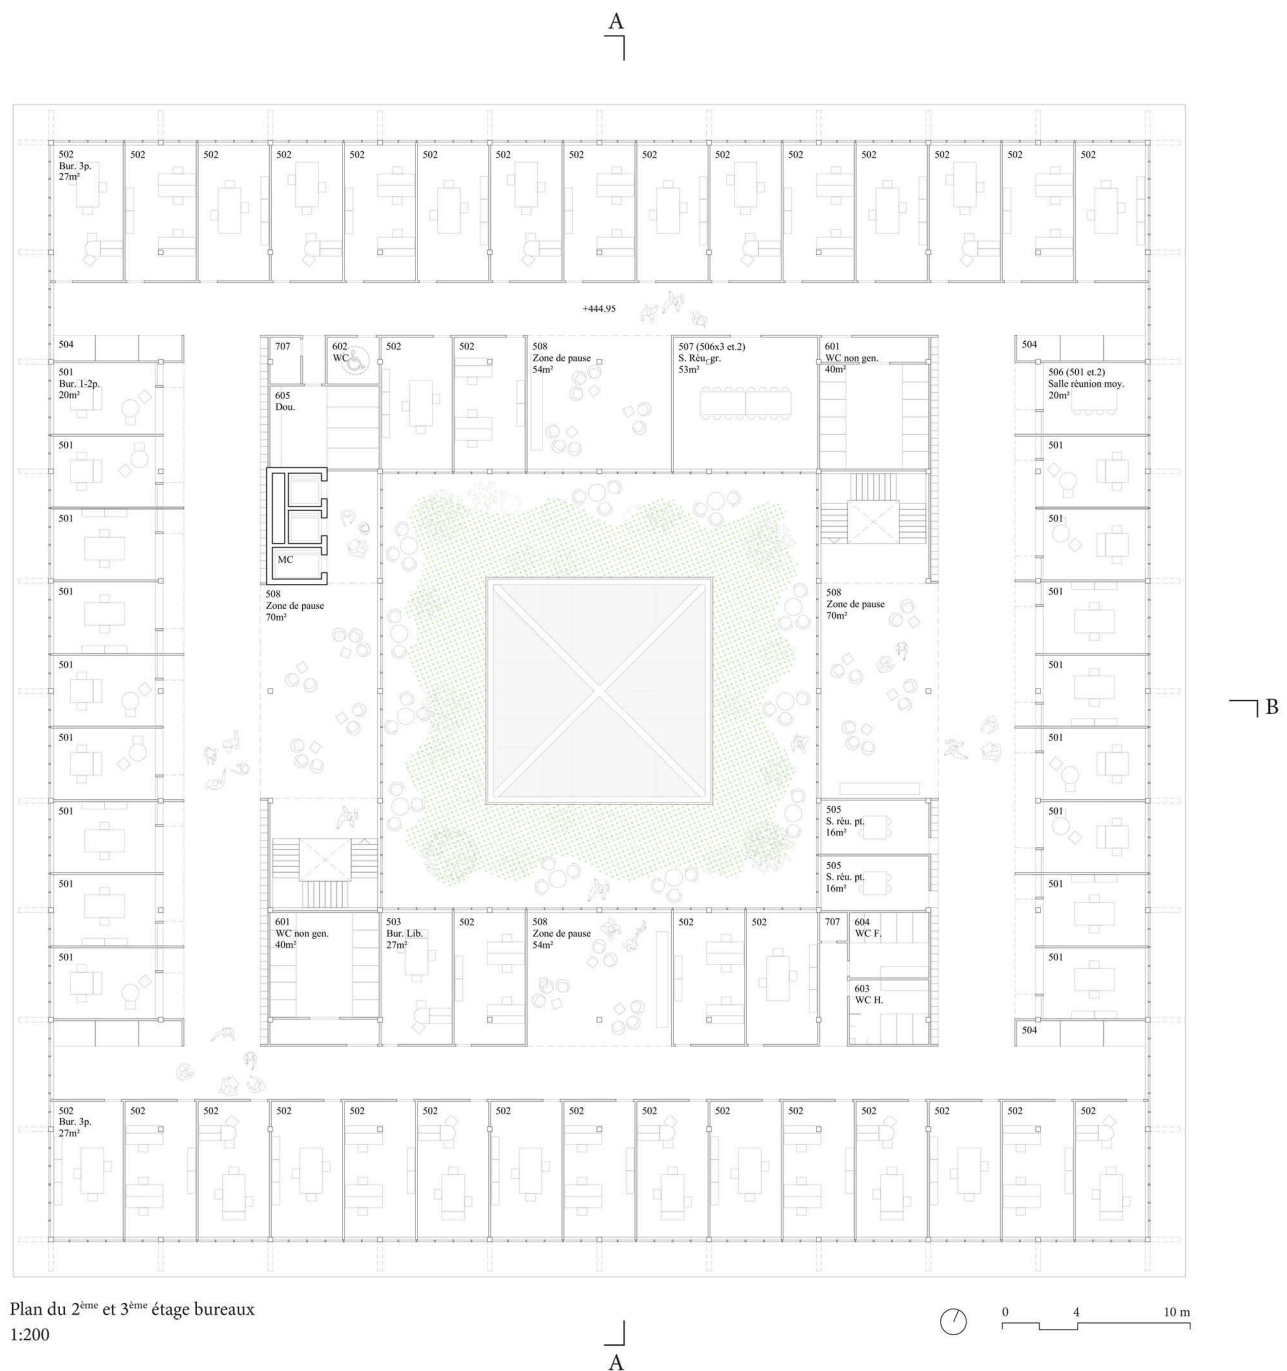 A
502 502 502 502 502 502 502 502 502 502 502 502 502 502 502
Bur. 3p.
27m²
+444.95
504
707
602
WC
502
502
508
Zone de pause
54m²
507 (506x3 et.2)
S. Réu. gr.
53m²
601
WC non gen.
40m²
504
501
Bur. 1-2p.
20m²
605
Dou.
506 (501 et.2)
Salle réunion moy.
20m²
501
501
501
501
MC
508
Zone de pause
70m²
508
Zone de pause
70m²
501
501
501
501
501
501
B
501
501
505
S. réu. pt.
16m²
505
S. réu. pt.
16m²
501
501
601
WC non gen.
40m²
503
Bur. Lib.
27m²
502
508
Zone de pause
54m²
502
502
707
604
WC F.
501
501
603
WC H.
504
502 502 502 502 502 502 502 502 502 502 502 502 502 502 502
Bur. 3p.
27m²
Plan du 2ème et 3ème étage bureaux
1:200
0 4 10 m
A